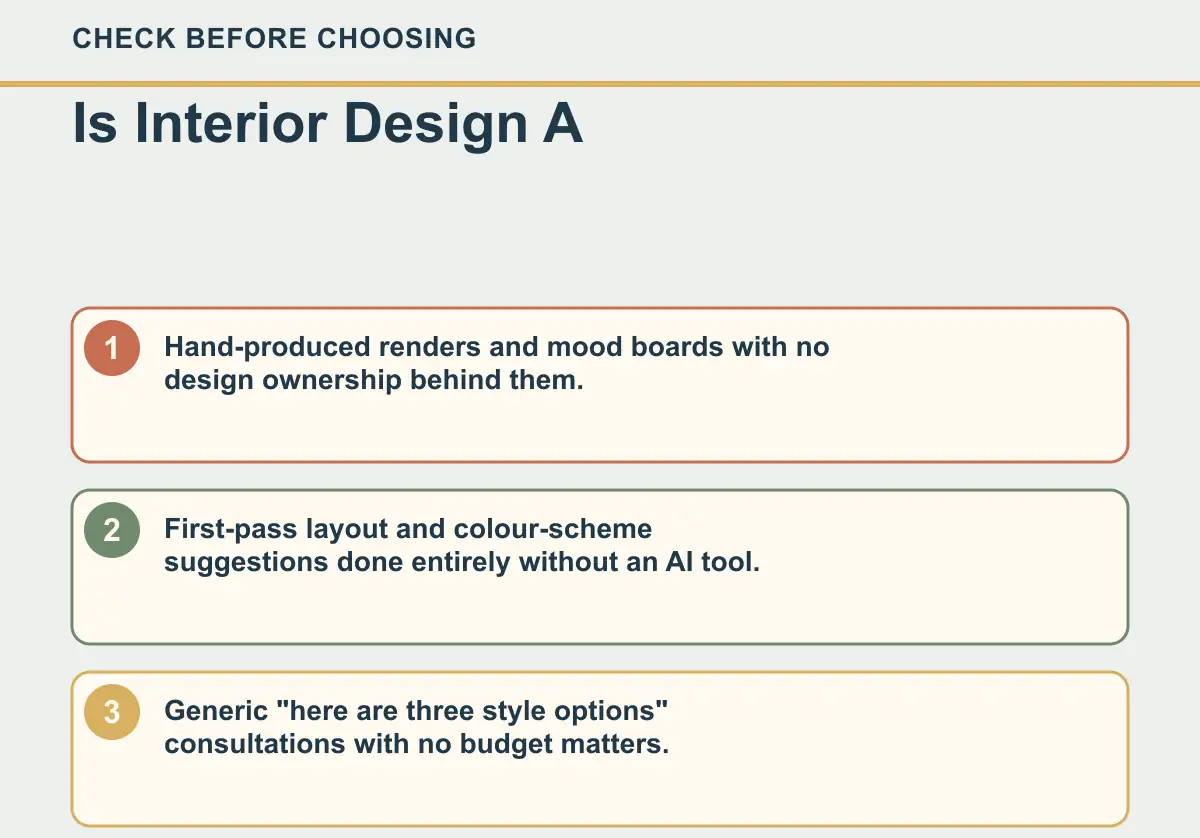 CHECK BEFORE CHOOSING
Is Interior Design A
1
Hand-produced renders and mood boards with no
design ownership behind them.
2
First-pass layout and colour-scheme
suggestions done entirely without an AI tool.
3
Generic "here are three style options"
consultations with no budget matters.